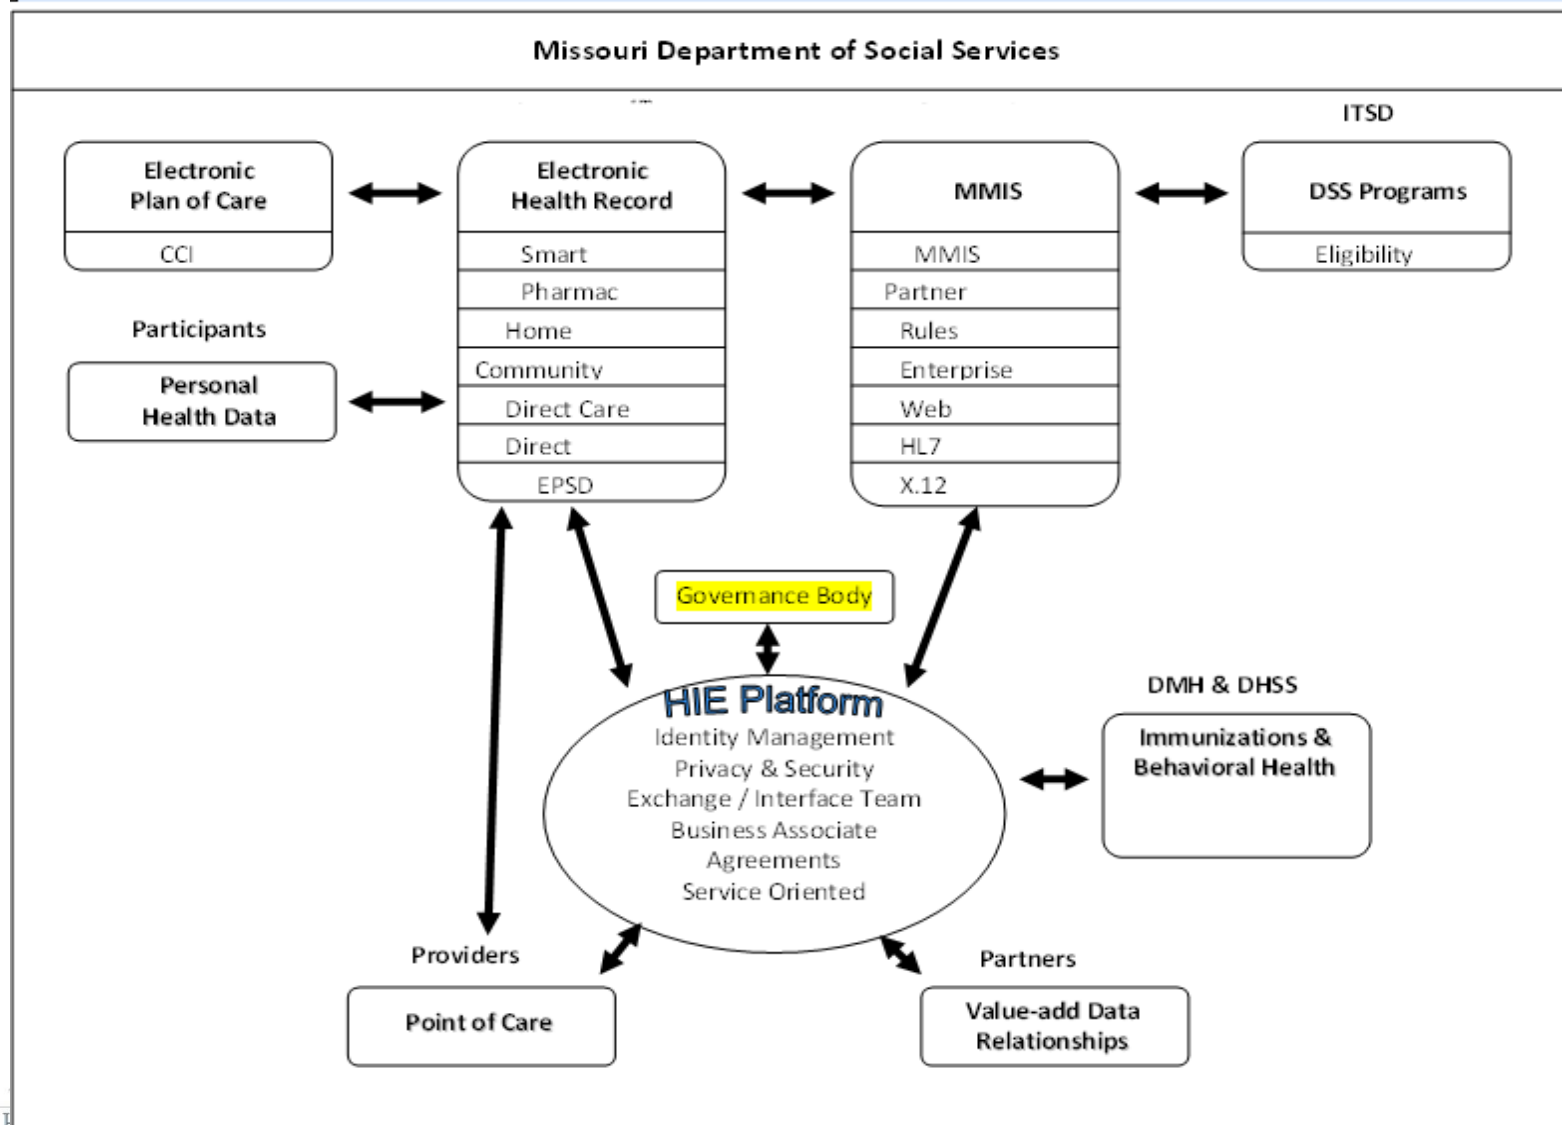 Missouri Department of Social Services
ITSD
Electronic
Plan of Care
CCI
Electronic
Health Record
Smart
Pharmac
Home
Community
Direct Care
Direct
EPSD
MMIS
MMIS
Partner
Rules
Enterprise
Web
HL7
X.12
DSS Programs
Eligibility
Participants
Personal
Health Data
Governance Body
HIE Platform
Identity Management
Privacy & Security
Exchange / Interface Team
Business Associate
Agreements
Service Oriented
DMH & DHSS
Immunizations &
Behavioral Health
Providers
Point of Care
Partners
Value-add Data
Relationships